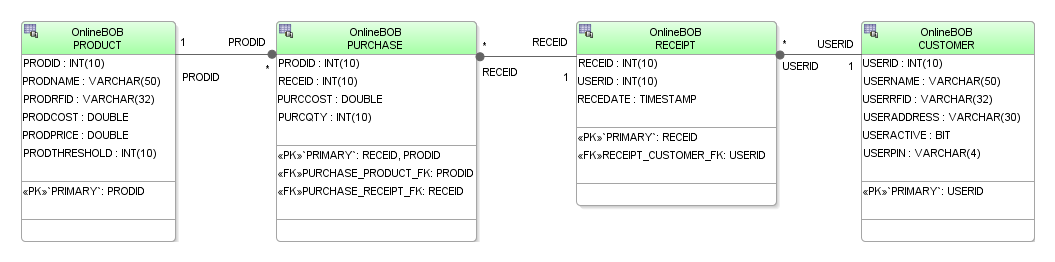 OnlineBOB
PRODUCT
PRODID : INT(10)
PRODNAME : VARCHAR(50)
PRODRFID : VARCHAR(32)
PRODCOST : DOUBLE
PRODPRICE : DOUBLE
PRODTHRESHOLD : INT(10)
«PK»`PRIMARY`: PRODID
1 PRODID
PRODID *
OnlineBOB
PURCHASE
PRODID : INT(10)
RECEID : INT(10)
PURCCOST : DOUBLE
PURCQTY : INT(10)
«PK»`PRIMARY`: RECEID, PRODID
«FK»PURCHASE_PRODUCT_FK: PRODID
«FK»PURCHASE_RECEIPT_FK: RECEID
* RECEID
RECEID 1
OnlineBOB
RECEIPT
RECEID : INT(10)
USERID : INT(10)
RECEDATE : TIMESTAMP
«PK»`PRIMARY`: RECEID
«FK»RECEIPT_CUSTOMER_FK: USERID
* USERID
USERID 1
OnlineBOB
CUSTOMER
USERID : INT(10)
USERNAME : VARCHAR(50)
USERRFID : VARCHAR(32)
USERADDRESS : VARCHAR(30)
USERACTIVE : BIT
USERPIN : VARCHAR(4)
«PK»`PRIMARY`: USERID